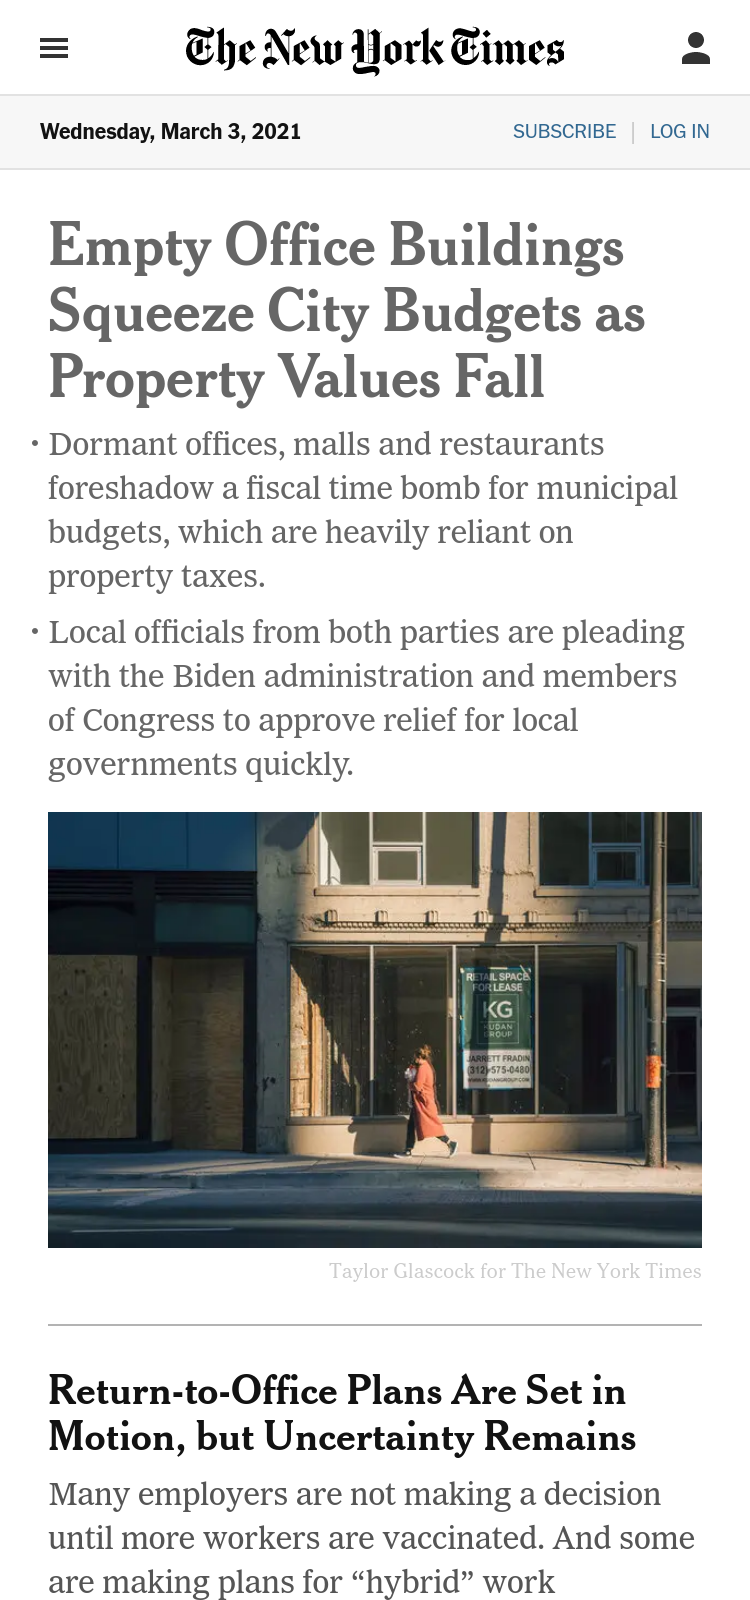 The New York Times
Wednesday, March 3, 2021
SUBSCRIBE | LOG IN
Empty Office Buildings
Squeeze City Budgets as
Property Values Fall
• Dormant offices, malls and restaurants
foreshadow a fiscal time bomb for municipal
budgets, which are heavily reliant on
property taxes.
• Local officials from both parties are pleading
with the Biden administration and members
of Congress to approve relief for local
governments quickly.
RETAIL SPACE
FOR LEASE
KG
KUDAN
GROUP
JARRETT FRADIN
(312) 575-0480
WWW.KUDANGROUP.COM
Taylor Glascock for The New York Times
Return-to-Office Plans Are Set in
Motion, but Uncertainty Remains
Many employers are not making a decision
until more workers are vaccinated. And some
are making plans for “hybrid” work